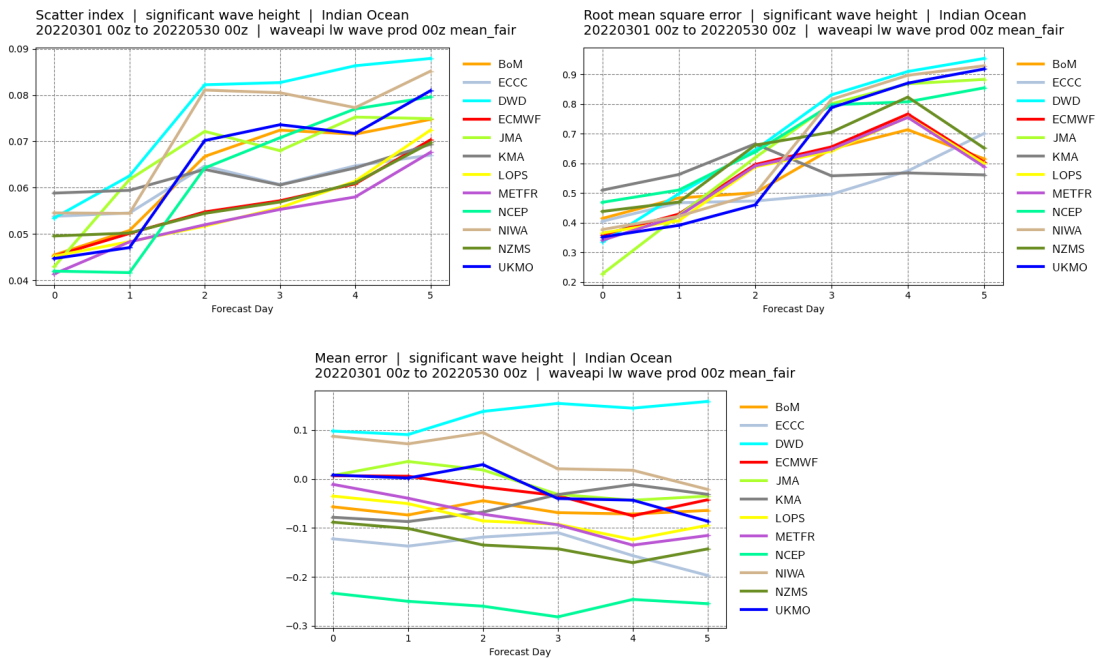 Scatter index | significant wave height | Indian Ocean
20220301 00z to 20220530 00z | waveapi lw wave prod 00z mean_fair
0.09
0.08
0.07
0.06
0.05
0.04
0 1 2 3 4 5
Forecast Day
BoM
ECCC
DWD
ECMWF
JMA
KMA
LOPS
METFR
NCEP
NIWA
NZMS
UKMO
Root mean square error | significant wave height | Indian Ocean
20220301 00z to 20220530 00z | waveapi lw wave prod 00z mean_fair
0.9
0.8
0.7
0.6
0.5
0.4
0.3
0.2
0 1 2 3 4 5
Forecast Day
BoM
ECCC
DWD
ECMWF
JMA
KMA
LOPS
METFR
NCEP
NIWA
NZMS
UKMO
Mean error | significant wave height | Indian Ocean
20220301 00z to 20220530 00z | waveapi lw wave prod 00z mean_fair
0.1
0.0
−0.1
−0.2
−0.3
0 1 2 3 4 5
Forecast Day
BoM
ECCC
DWD
ECMWF
JMA
KMA
LOPS
METFR
NCEP
NIWA
NZMS
UKMO